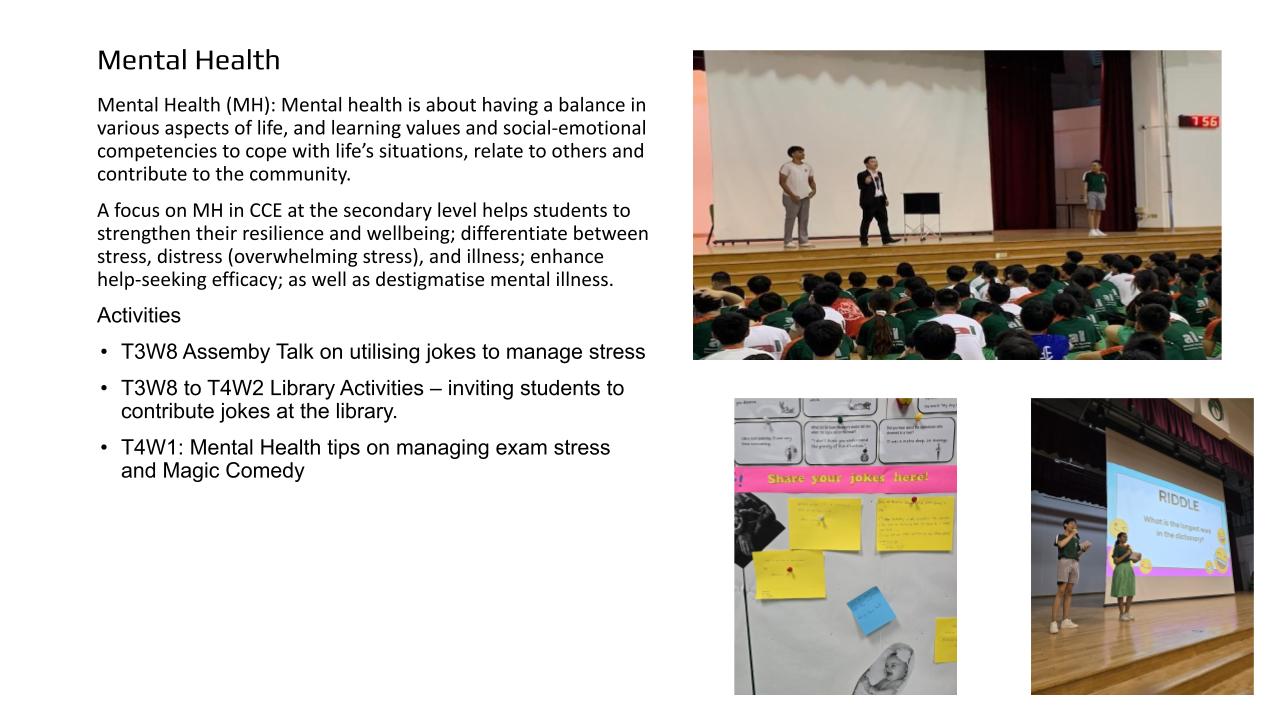 Mental Health
Mental Health (MH): Mental health is about having a balance in
various aspects of life, and learning values and social-emotional
competencies to cope with life’s situations, relate to others and
contribute to the community.
A focus on MH in CCE at the secondary level helps students to
strengthen their resilience and wellbeing; differentiate between
stress, distress (overwhelming stress), and illness; enhance
help-seeking efficacy; as well as destigmatise mental illness.
Activities
• T3W8 Assemby Talk on utilising jokes to manage stress
• T3W8 to T4W2 Library Activities – inviting students to
contribute jokes at the library.
• T4W1: Mental Health tips on managing exam stress
and Magic Comedy
7 56
Share your jokes here!
RIDDLE
What is the longest word
in the dictionary?